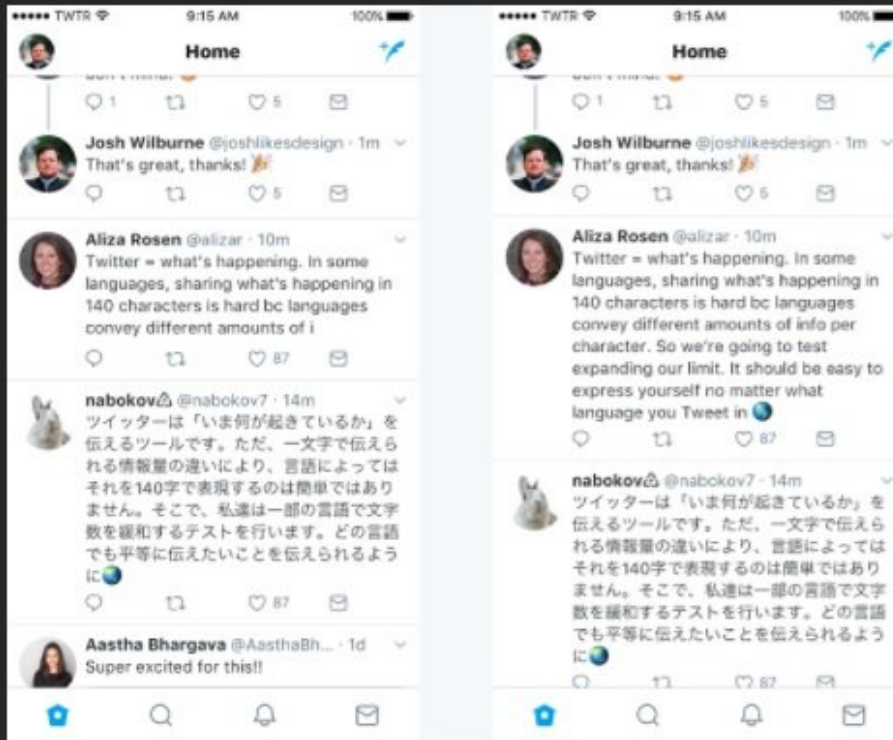 TWTR 9:15 AM 100%
Home
don't mind.
1 5
Josh Wilburne @joshlikesdesign · 1m
That's great, thanks! 🎉
5
Aliza Rosen @alizar · 10m
Twitter = what's happening. In some
languages, sharing what's happening in
140 characters is hard bc languages
convey different amounts of i
87
nabokov @nabokov7 · 14m
ツイッターは「いま何が起きているか」を
伝えるツールです。ただ、一文字で伝えら
れる情報量の違いにより、言語によっては
それを140字で表現するのは簡単ではあり
ません。そこで、私達は一部の言語で文字
数を緩和するテストを行います。どの言語
でも平等に伝えたいことを伝えられるよう
に🌏
87
Aastha Bhargava @AasthaBh... · 1d
Super excited for this!!
TWTR 9:15 AM 100%
Home
don't mind.
1 5
Josh Wilburne @joshlikesdesign · 1m
That's great, thanks! 🎉
5
Aliza Rosen @alizar · 10m
Twitter = what's happening. In some
languages, sharing what's happening in
140 characters is hard bc languages
convey different amounts of info per
character. So we're going to test
expanding our limit. It should be easy to
express yourself no matter what
language you Tweet in 🌏
87
nabokov @nabokov7 · 14m
ツイッターは「いま何が起きているか」を
伝えるツールです。ただ、一文字で伝えら
れる情報量の違いにより、言語によっては
それを140字で表現するのは簡単ではあり
ません。そこで、私達は一部の言語で文字
数を緩和するテストを行います。どの言語
でも平等に伝えたいことを伝えられるよう
に🌏
87